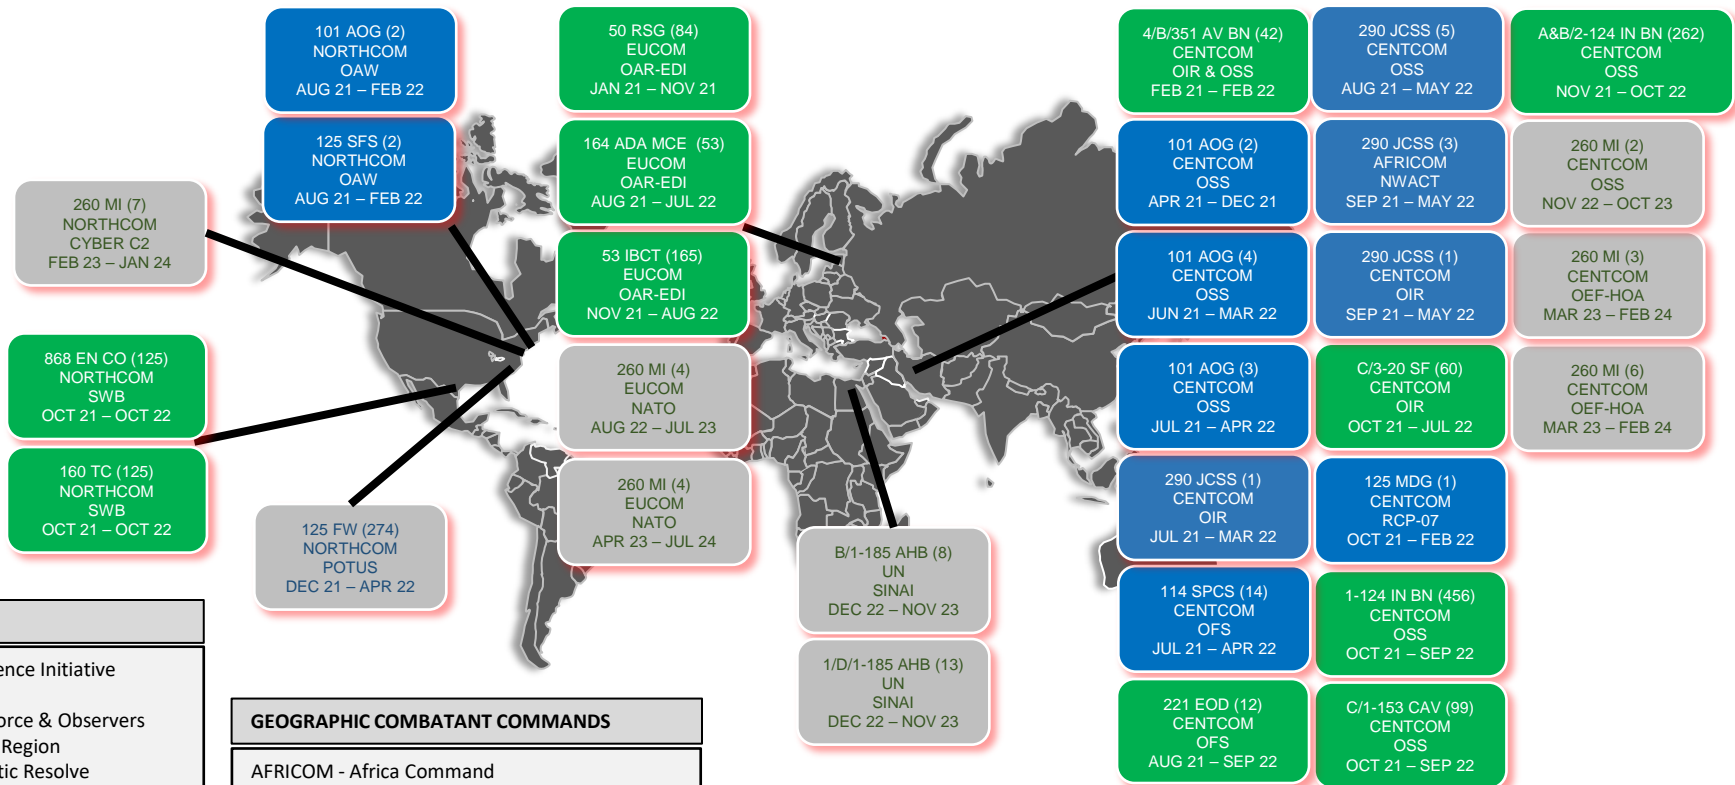 101 AOG (2)
NORTHCOM
OAW
AUG 21 – FEB 22
125 SFS (2)
NORTHCOM
OAW
AUG 21 – FEB 22
260 MI (7)
NORTHCOM
CYBER C2
FEB 23 – JAN 24
868 EN CO (125)
NORTHCOM
SWB
OCT 21 – OCT 22
160 TC (125)
NORTHCOM
SWB
OCT 21 – OCT 22
125 FW (274)
NORTHCOM
POTUS
DEC 21 – APR 22
50 RSG (84)
EUCOM
OAR-EDI
JAN 21 – NOV 21
164 ADA MCE (53)
EUCOM
OAR-EDI
AUG 21 – JUL 22
53 IBCT (165)
EUCOM
OAR-EDI
NOV 21 – AUG 22
260 MI (4)
EUCOM
NATO
AUG 22 – JUL 23
260 MI (4)
EUCOM
NATO
APR 23 – JUL 24
B/1-185 AHB (8)
UN
SINAI
DEC 22 – NOV 23
1/D/1-185 AHB (13)
UN
SINAI
DEC 22 – NOV 23
4/B/351 AV BN (42)
CENTCOM
OIR & OSS
FEB 21 – FEB 22
101 AOG (2)
CENTCOM
OSS
APR 21 – DEC 21
101 AOG (4)
CENTCOM
OSS
JUN 21 – MAR 22
101 AOG (3)
CENTCOM
OSS
JUL 21 – APR 22
290 JCSS (1)
CENTCOM
OIR
JUL 21 – MAR 22
114 SPCS (14)
CENTCOM
OFS
JUL 21 – APR 22
221 EOD (12)
CENTCOM
OFS
AUG 21 – SEP 22
290 JCSS (5)
CENTCOM
OSS
AUG 21 – MAY 22
290 JCSS (3)
AFRICOM
NWACT
SEP 21 – MAY 22
290 JCSS (1)
CENTCOM
OIR
SEP 21 – MAY 22
C/3-20 SF (60)
CENTCOM
OIR
OCT 21 – JUL 22
125 MDG (1)
CENTCOM
RCP-07
OCT 21 – FEB 22
1-124 IN BN (456)
CENTCOM
OSS
OCT 21 – SEP 22
C/1-153 CAV (99)
CENTCOM
OSS
OCT 21 – SEP 22
A&B/2-124 IN BN (262)
CENTCOM
OSS
NOV 21 – OCT 22
260 MI (2)
CENTCOM
OSS
NOV 22 – OCT 23
260 MI (3)
CENTCOM
OEF-HOA
MAR 23 – FEB 24
260 MI (6)
CENTCOM
OEF-HOA
MAR 23 – FEB 24
ence Initiative
orce & Observers
Region
tic Resolve
GEOGRAPHIC COMBATANT COMMANDS
AFRICOM - Africa Command